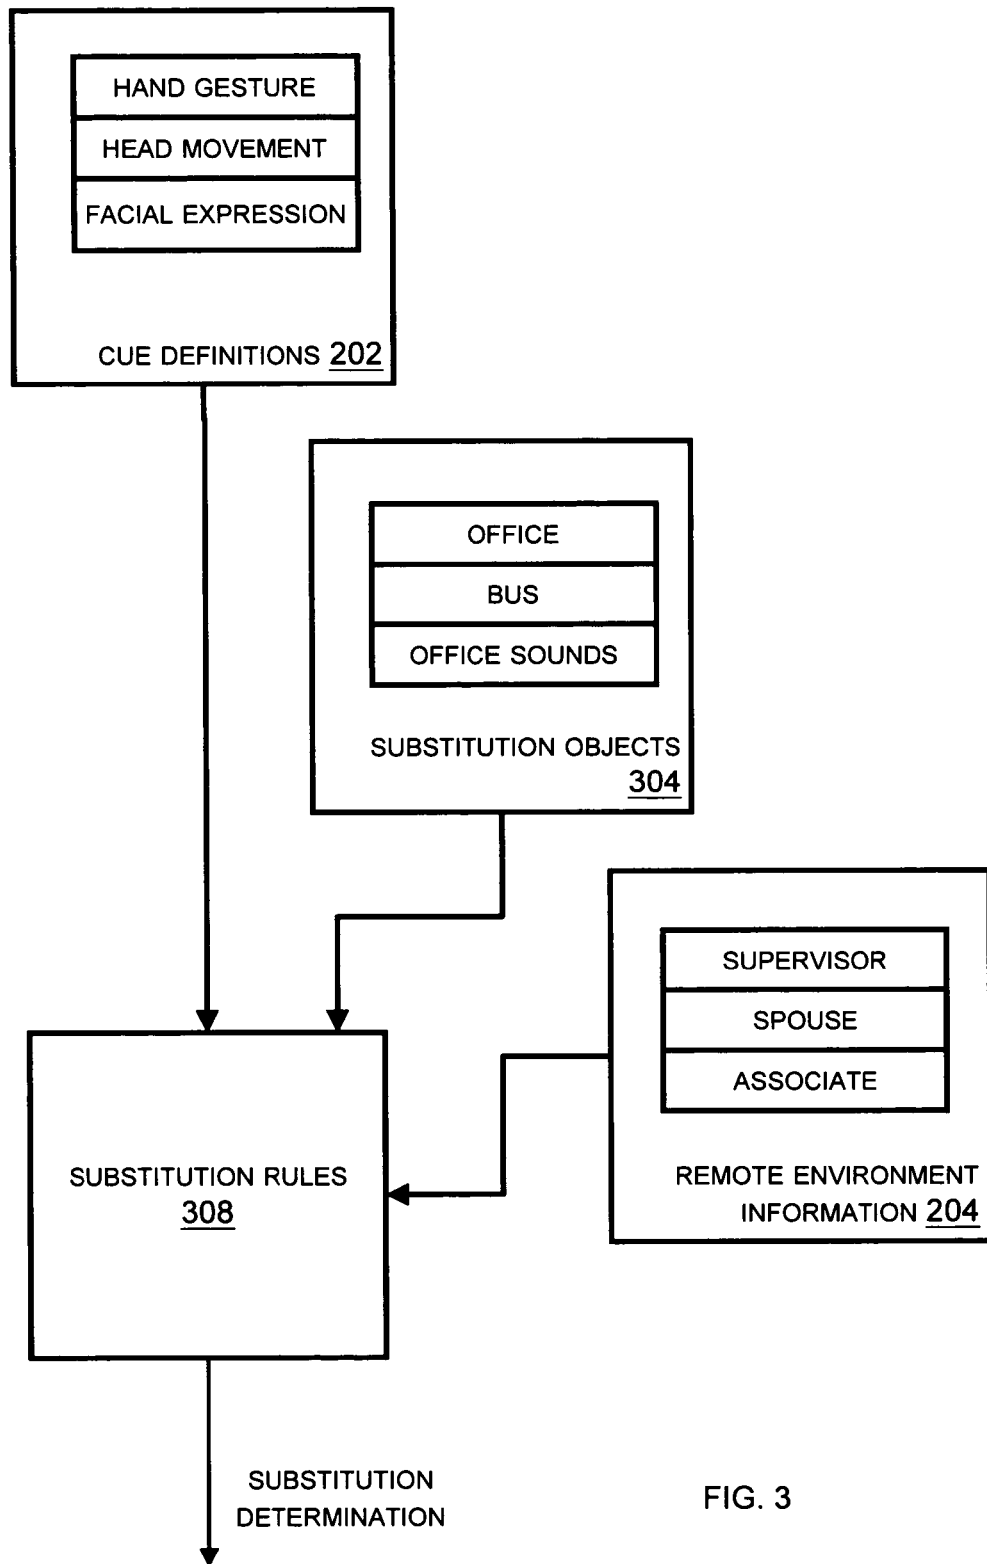 HAND GESTURE
HEAD MOVEMENT
FACIAL EXPRESSION
CUE DEFINITIONS 202
OFFICE
BUS
OFFICE SOUNDS
SUBSTITUTION OBJECTS
304
SUPERVISOR
SPOUSE
ASSOCIATE
REMOTE ENVIRONMENT
INFORMATION 204
SUBSTITUTION RULES
308
SUBSTITUTION
DETERMINATION
FIG. 3